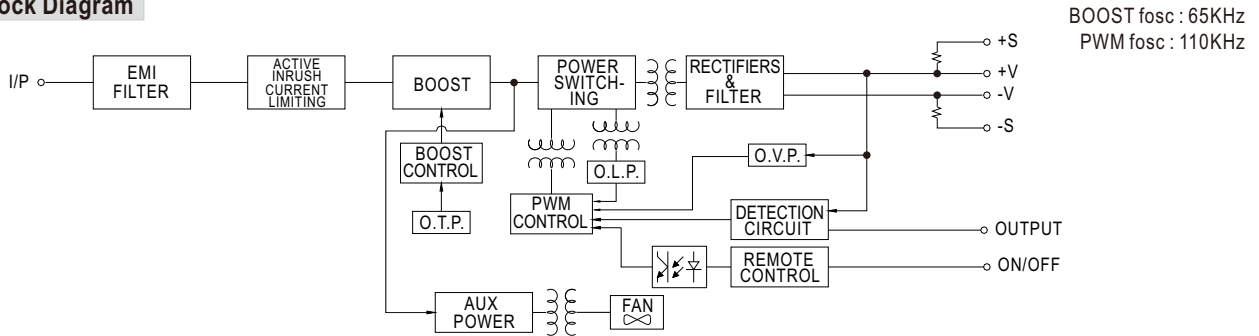 ock Diagram
BOOST fosc : 65KHz
PWM fosc : 110KHz
I/P
EMI
FILTER
ACTIVE
INRUSH
CURRENT
LIMITING
BOOST
POWER
SWITCH-
ING
RECTIFIERS
&
FILTER
+S
+V
-V
-S
BOOST
CONTROL
O.T.P.
O.L.P.
O.V.P.
PWM
CONTROL
DETECTION
CIRCUIT
OUTPUT
REMOTE
CONTROL
ON/OFF
AUX
POWER
FAN